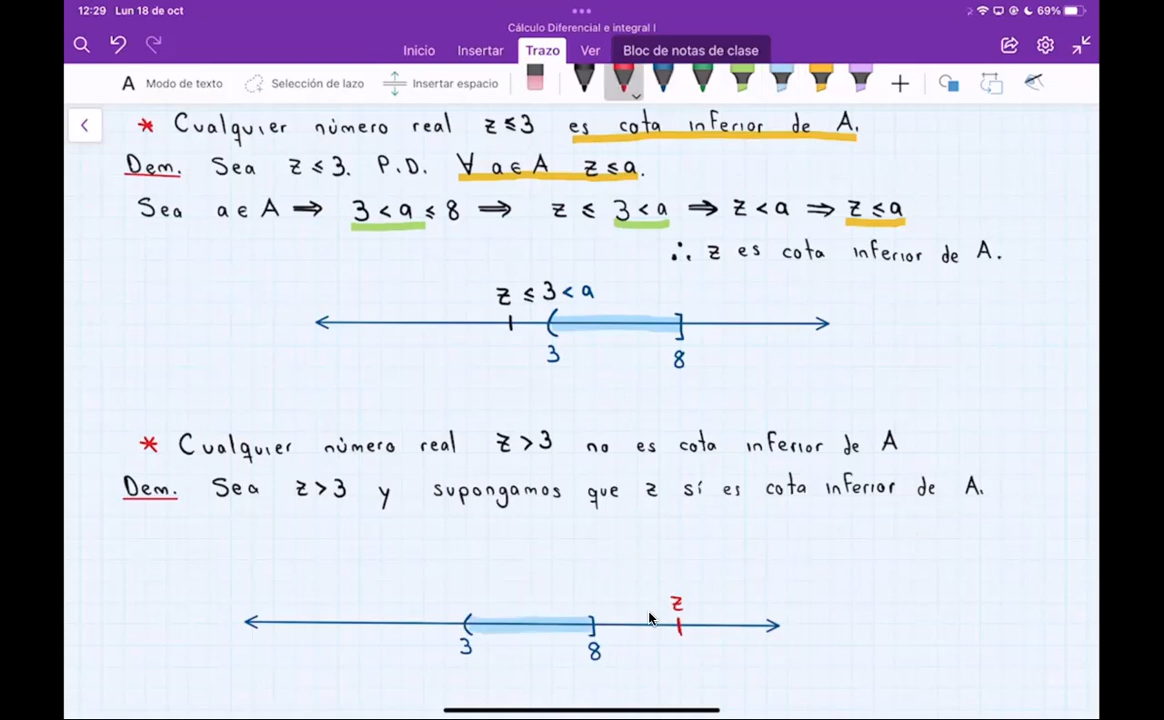 12:29 Lun 18 de oct
69%
Cálculo Diferencial e integral I
Inicio Insertar Trazo Ver Bloc de notas de clase
A Modo de texto Selección de lazo Insertar espacio
* Cualquier número real z ≤ 3 es cota inferior de A.
Dem. Sea z ≤ 3. P.D. ∀ a ∈ A z ≤ a.
Sea a ∈ A ⇒ 3 < a ≤ 8 ⇒ z ≤ 3 < a ⇒ z < a ⇒ z ≤ a
∴ z es cota inferior de A.
z ≤ 3 < a
( ]
3 8
* Cualquier número real z > 3 no es cota inferior de A
Dem. Sea z > 3 y supongamos que z sí es cota inferior de A.
z
( ]
3 8